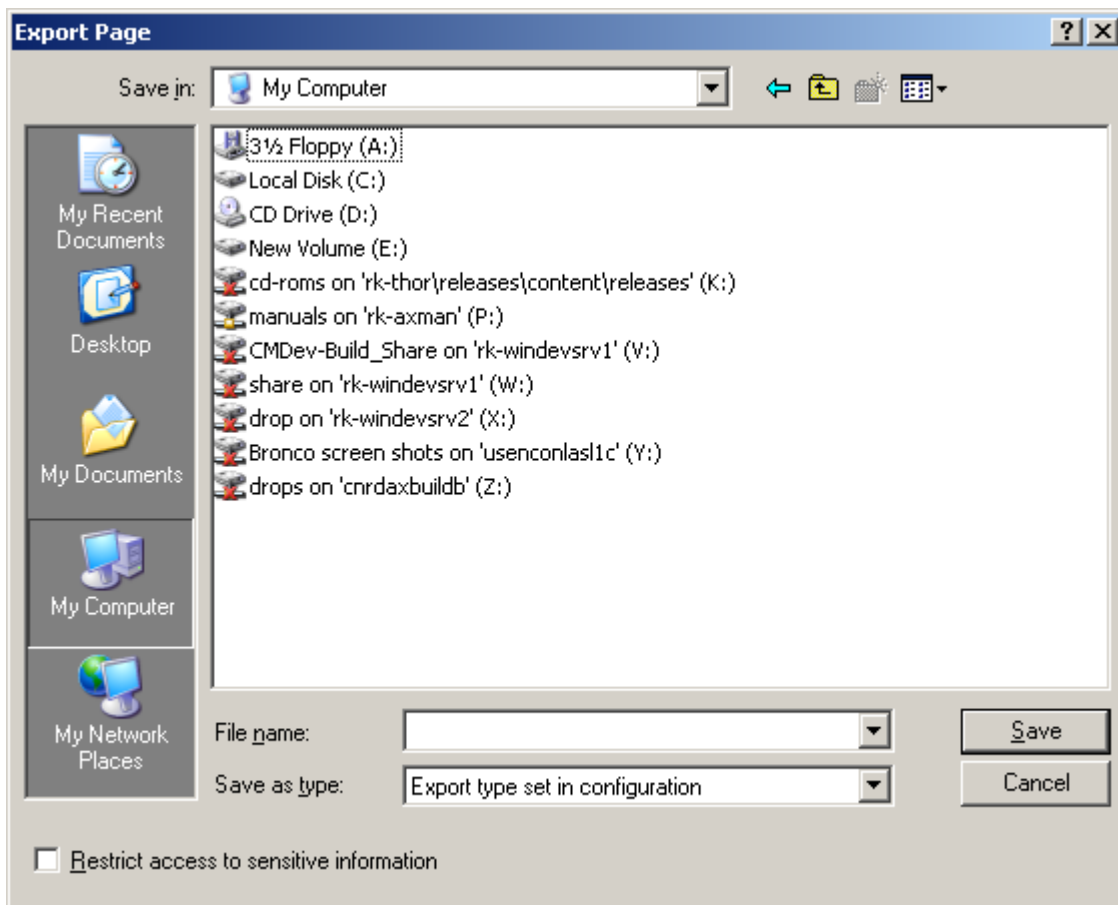 Export Page
Save in: My Computer
My Recent
Documents
Desktop
My Documents
My Computer
My Network
Places
3½ Floppy (A:)
Local Disk (C:)
CD Drive (D:)
New Volume (E:)
cd-roms on 'rk-thor\releases\content\releases' (K:)
manuals on 'rk-axman' (P:)
CMDev-Build_Share on 'rk-windevsrv1' (V:)
share on 'rk-windevsrv1' (W:)
drop on 'rk-windevsrv2' (X:)
Bronco screen shots on 'usenconlasl1c' (Y:)
drops on 'cnrdaxbuildb' (Z:)
File name: Save
Save as type: Export type set in configuration Cancel
Restrict access to sensitive information